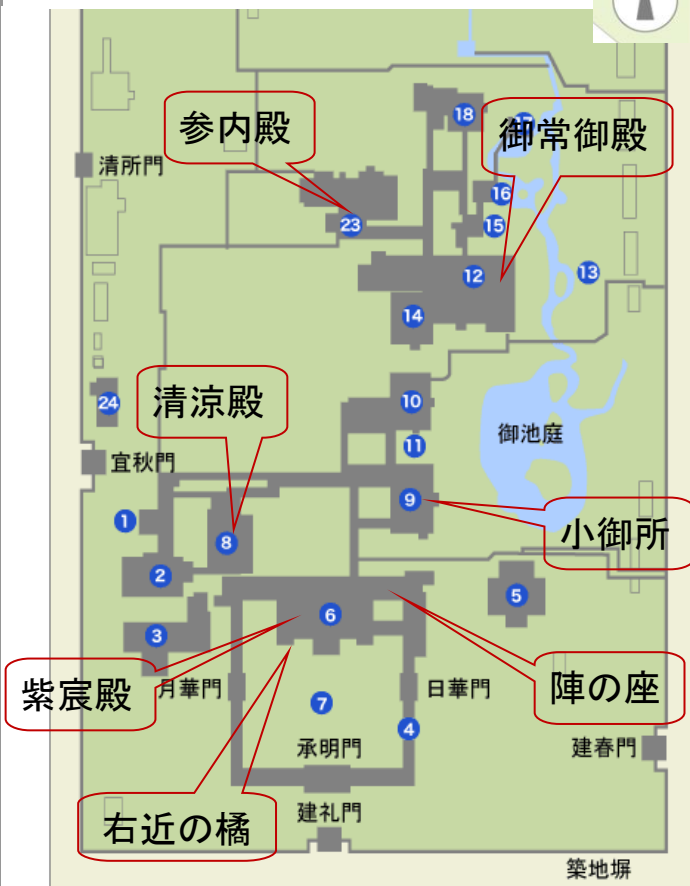 18
参内殿
御常御殿
17
清所門
16
23
15
12
13
14
清涼殿
24
10
御池庭
11
宜秋門
9
1
小御所
8
2
5
6
3
紫宸殿
月華門
日華門
陣の座
7
4
承明門
建春門
建礼門
右近の橘
築地塀